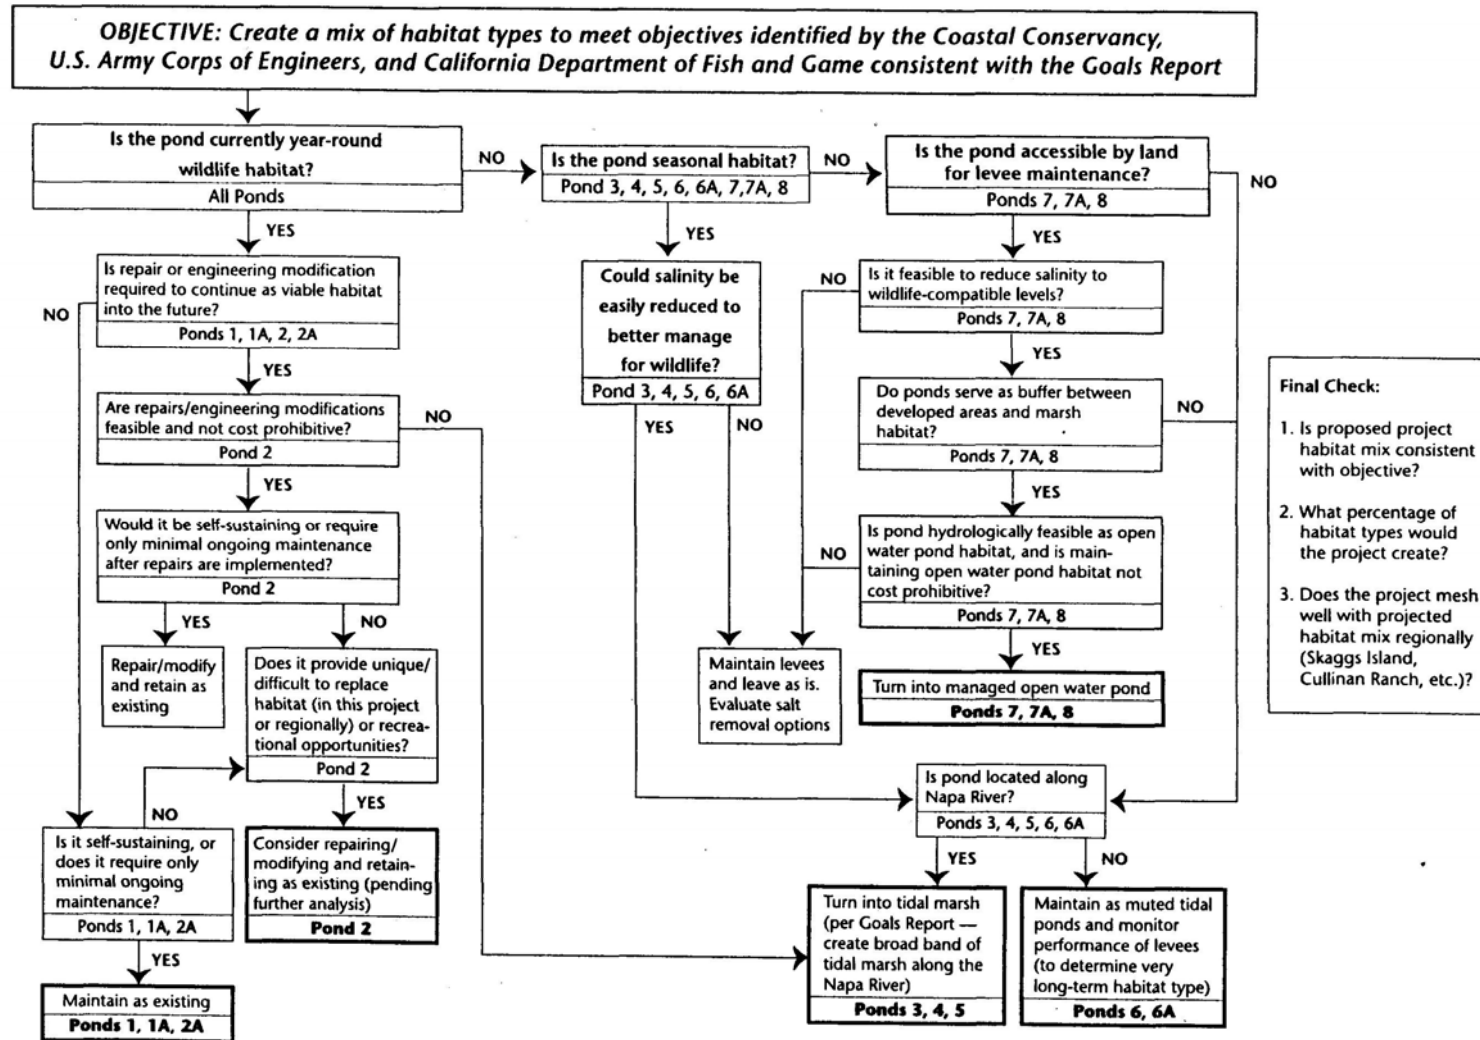 OBJECTIVE: Create a mix of habitat types to meet objectives identified by the Coastal Conservancy,
U.S. Army Corps of Engineers, and California Department of Fish and Game consistent with the Goals Report
Is the pond currently year-round
wildlife habitat?
All Ponds
NO
Is the pond seasonal habitat?
Pond 3, 4, 5, 6, 6A, 7,7A, 8
NO
Is the pond accessible by land
for levee maintenance?
Ponds 7, 7A, 8
NO
YES
Is repair or engineering modification
required to continue as viable habitat
into the future?
Ponds 1, 1A, 2, 2A
NO
YES
Are repairs/engineering modifications
feasible and not cost prohibitive?
Pond 2
NO
YES
Would it be self-sustaining or require
only minimal ongoing maintenance
after repairs are implemented?
Pond 2
YES
Repair/modify
and retain as
existing
NO
Does it provide unique/
difficult to replace
habitat (in this project
or regionally) or recrea-
tional opportunities?
Pond 2
NO
YES
Is it self-sustaining, or
does it require only
minimal ongoing
maintenance?
Ponds 1, 1A, 2A
YES
Maintain as existing
Ponds 1, 1A, 2A
Consider repairing/
modifying and retain-
ing as existing (pending
further analysis)
Pond 2
YES
Could salinity be
easily reduced to
better manage
for wildlife?
Pond 3, 4, 5, 6, 6A
YES
NO
YES
Is it feasible to reduce salinity to
wildlife-compatible levels?
Ponds 7, 7A, 8
NO
YES
Do ponds serve as buffer between
developed areas and marsh
habitat?
Ponds 7, 7A, 8
NO
YES
Is pond hydrologically feasible as open
water pond habitat, and is main-
taining open water pond habitat not
cost prohibitive?
Ponds 7, 7A, 8
NO
YES
Maintain levees
and leave as is.
Evaluate salt
removal options
Turn into managed open water pond
Ponds 7, 7A, 8
Is pond located along
Napa River?
Ponds 3, 4, 5, 6, 6A
YES
NO
Turn into tidal marsh
(per Goals Report —
create broad band of
tidal marsh along the
Napa River)
Ponds 3, 4, 5
Maintain as muted tidal
ponds and monitor
performance of levees
(to determine very
long-term habitat type)
Ponds 6, 6A
Final Check:
1. Is proposed project
habitat mix consistent
with objective?
2. What percentage of
habitat types would
the project create?
3. Does the project mesh
well with projected
habitat mix regionally
(Skaggs Island,
Cullinan Ranch, etc.)?